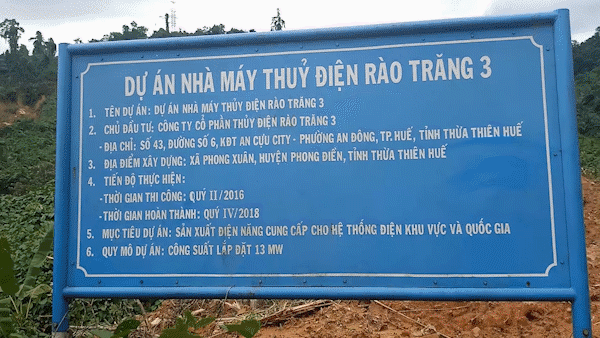 DỰ ÁN NHÀ MÁY THUỶ ĐIỆN RÀO TRĂNG 3
1. TÊN DỰ ÁN: DỰ ÁN NHÀ MÁY THỦY ĐIỆN RÀO TRĂNG 3
2. CHỦ ĐẦU TƯ: CÔNG TY CỔ PHẦN THỦY ĐIỆN RÀO TRĂNG 3
- ĐỊA CHỈ: SỐ 43, ĐƯỜNG SỐ 6, KĐT AN CỰU CITY - PHƯỜNG AN ĐÔNG, TP.HUẾ, TỈNH THỪA THIÊN HUẾ
3. ĐỊA ĐIỂM XÂY DỰNG: XÃ PHONG XUÂN, HUYỆN PHONG ĐIỀN, TỈNH THỪA THIÊN HUẾ
4. TIẾN ĐỘ THỰC HIỆN:
- THỜI GIAN THI CÔNG: QUÝ II/2016
- THỜI GIAN HOÀN THÀNH: QUÝ IV/2018
5. MỤC TIÊU DỰ ÁN: SẢN XUẤT ĐIỆN NĂNG CUNG CẤP CHO HỆ THỐNG ĐIỆN KHU VỰC VÀ QUỐC GIA
6. QUY MÔ DỰ ÁN: CÔNG SUẤT LẮP ĐẶT 13 MW